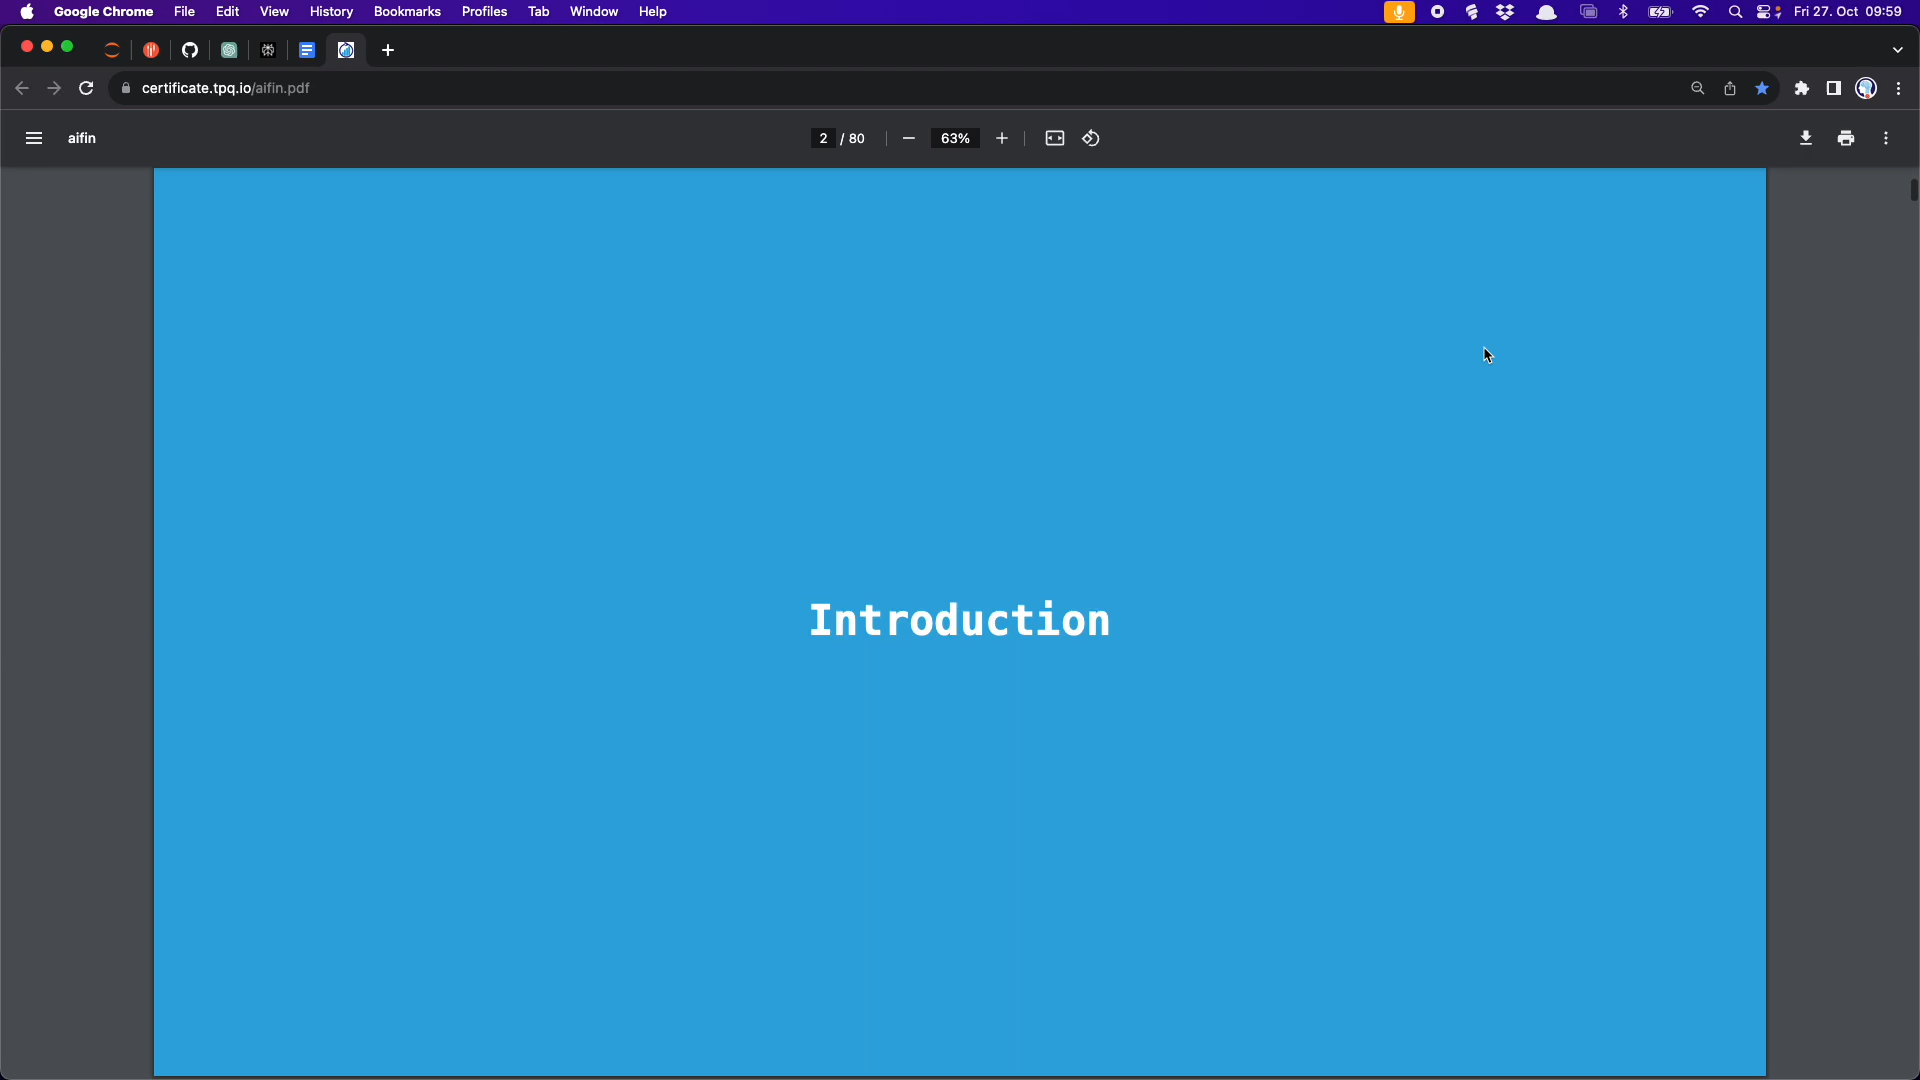 Google Chrome File Edit View History Bookmarks Profiles Tab Window Help Fri 27. Oct 09:59
certificate.tpq.io/aifin.pdf
aifin 2 / 80 63%
Introduction